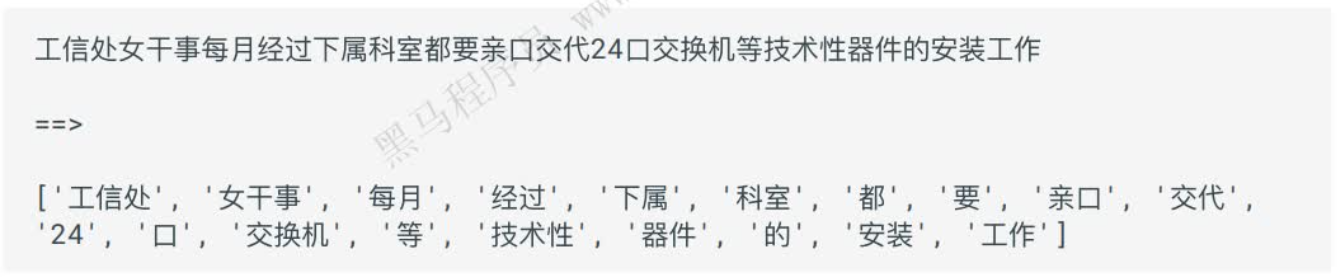 工信处女干事每月经过下属科室都要亲口交代24口交换机等技术性器件的安装工作
==>
['工信处', '女干事', '每月', '经过', '下属', '科室', '都', '要', '亲口', '交代',
'24', '口', '交换机', '等', '技术性', '器件', '的', '安装', '工作']
黑马程序员 www